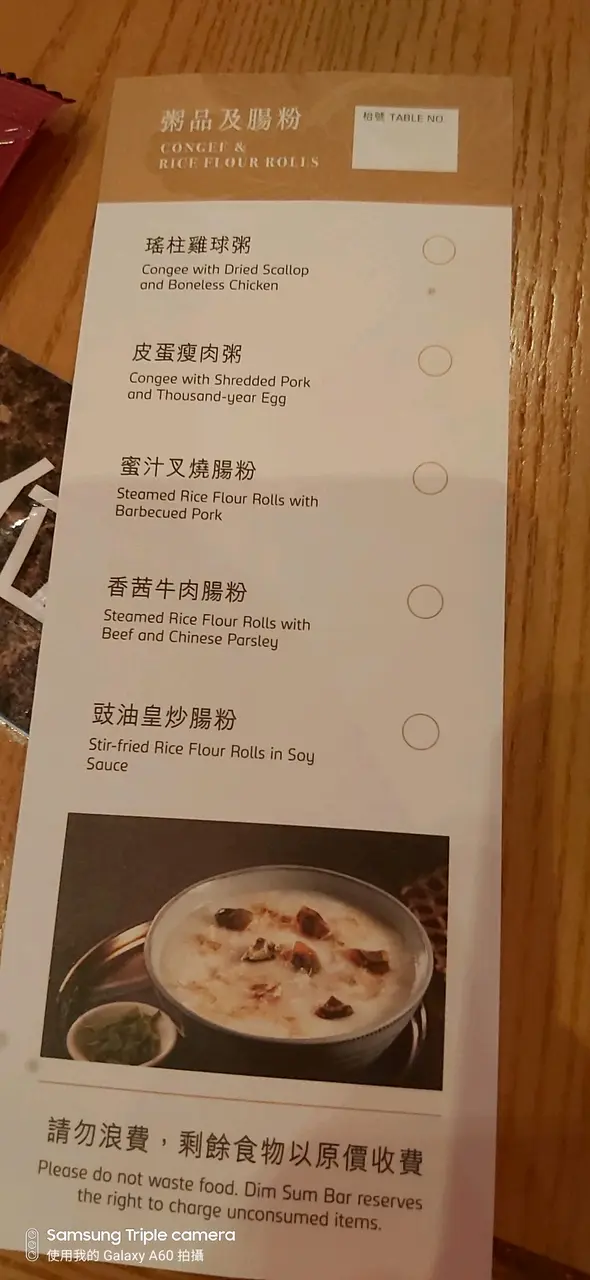 粥品及腸粉
CONGEE &
RICE FLOUR ROLLS
枱號 TABLE NO.
瑤柱雞球粥
Congee with Dried Scallop
and Boneless Chicken
皮蛋瘦肉粥
Congee with Shredded Pork
and Thousand-year Egg
蜜汁叉燒腸粉
Steamed Rice Flour Rolls with
Barbecued Pork
香茜牛肉腸粉
Steamed Rice Flour Rolls with
Beef and Chinese Parsley
豉油皇炒腸粉
Stir-fried Rice Flour Rolls in Soy
Sauce
請勿浪費，剩餘食物以原價收費
Please do not waste food. Dim Sum Bar reserves
the right to charge unconsumed items.
Samsung Triple camera
使用我的 Galaxy A60 拍攝